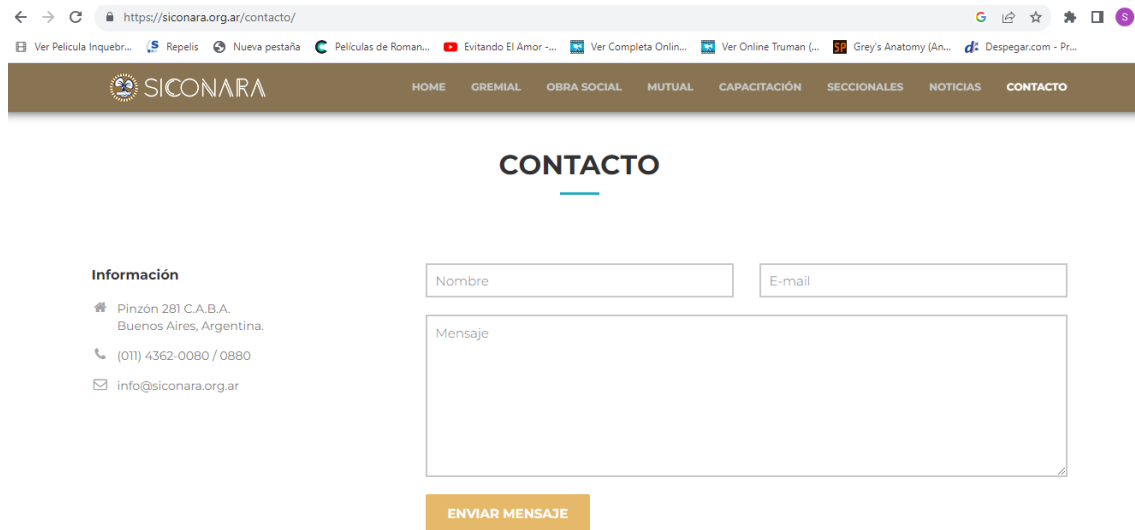 https://siconara.org.ar/contacto/
Ver Pelicula Inquebr... Repelis Nueva pestaña Películas de Roman... Evitando El Amor -... Ver Completa Onlin... Ver Online Truman (... Grey's Anatomy (An... Despegar.com - Pr...
SICONARA HOME GREMIAL OBRA SOCIAL MUTUAL CAPACITACIÓN SECCIONALES NOTICIAS CONTACTO
CONTACTO
Información
Pinzón 281 C.A.B.A.
Buenos Aires, Argentina.
(011) 4362-0080 / 0880
info@siconara.org.ar
Nombre E-mail
Mensaje
ENVIAR MENSAJE